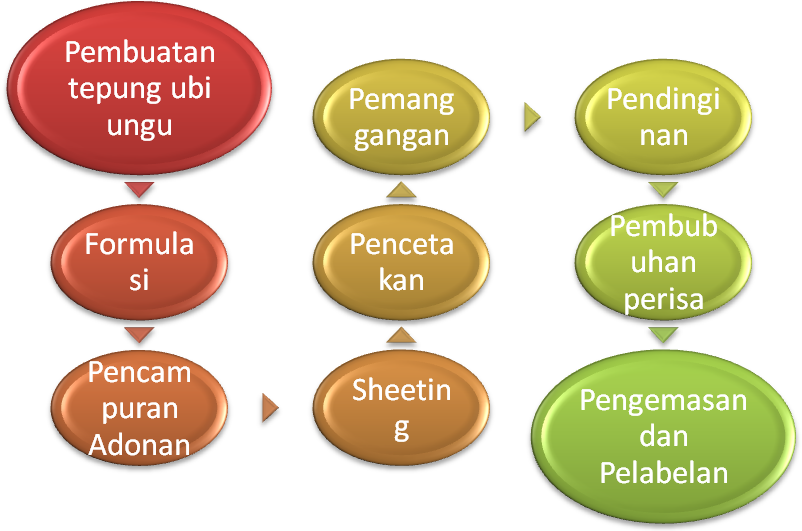 Pembuatan
tepung ubi
ungu
Formula
si
Pencam
puran
Adonan
Sheetin
g
Penceta
kan
Pemang
gangan
Pendingi
nan
Pembub
uhan
perisa
Pengemasan
dan
Pelabelan